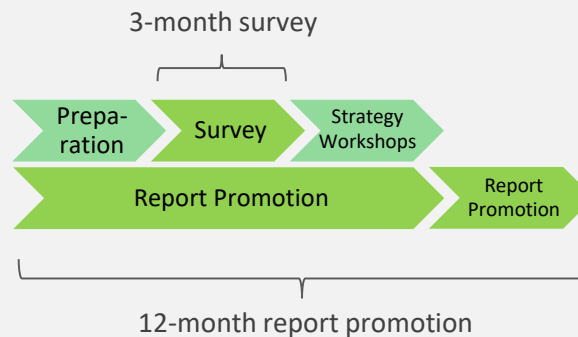 3-month survey
Prepa-
ration
Survey
Strategy
Workshops
Report Promotion
Report
Promotion
12-month report promotion